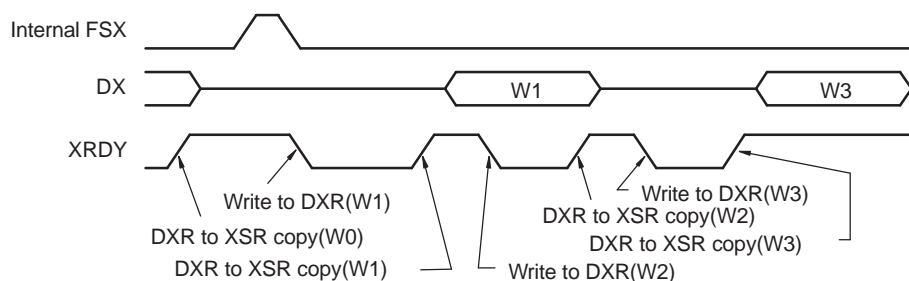 Internal FSX
DX
W1
W3
XRDY
Write to DXR(W1)
Write to DXR(W3)
DXR to XSR copy(W2)
DXR to XSR copy(W0)
DXR to XSR copy(W3)
DXR to XSR copy(W1)
Write to DXR(W2)